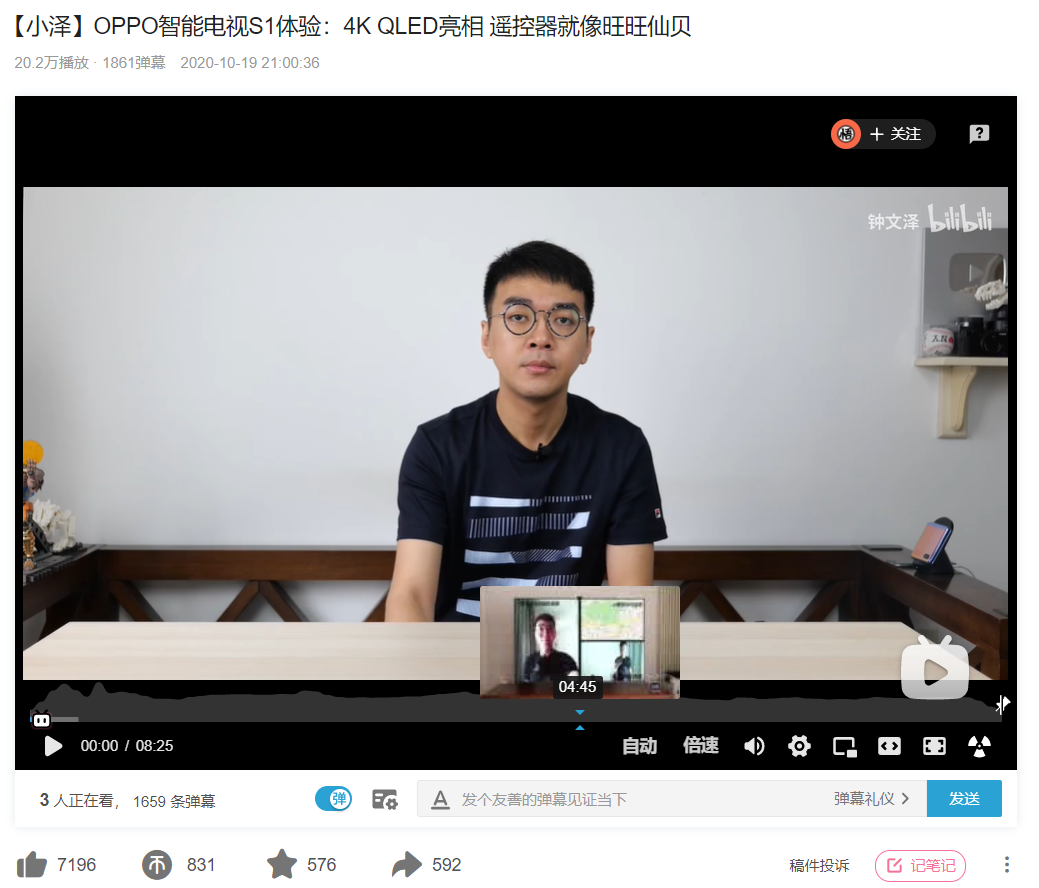 【小泽】OPPO智能电视S1体验：4K QLED亮相 遥控器就像旺旺仙贝
20.2万播放 · 1861弹幕 2020-10-19 21:00:36
悟 + 关注 ?
钟文泽 bilibili
04:45
00:00 / 08:25 自动 倍速
3 人正在看， 1659 条弹幕 弹 A 发个友善的弹幕见证当下 弹幕礼仪 > 发送
7196 币 831 576 592 稿件投诉 记笔记